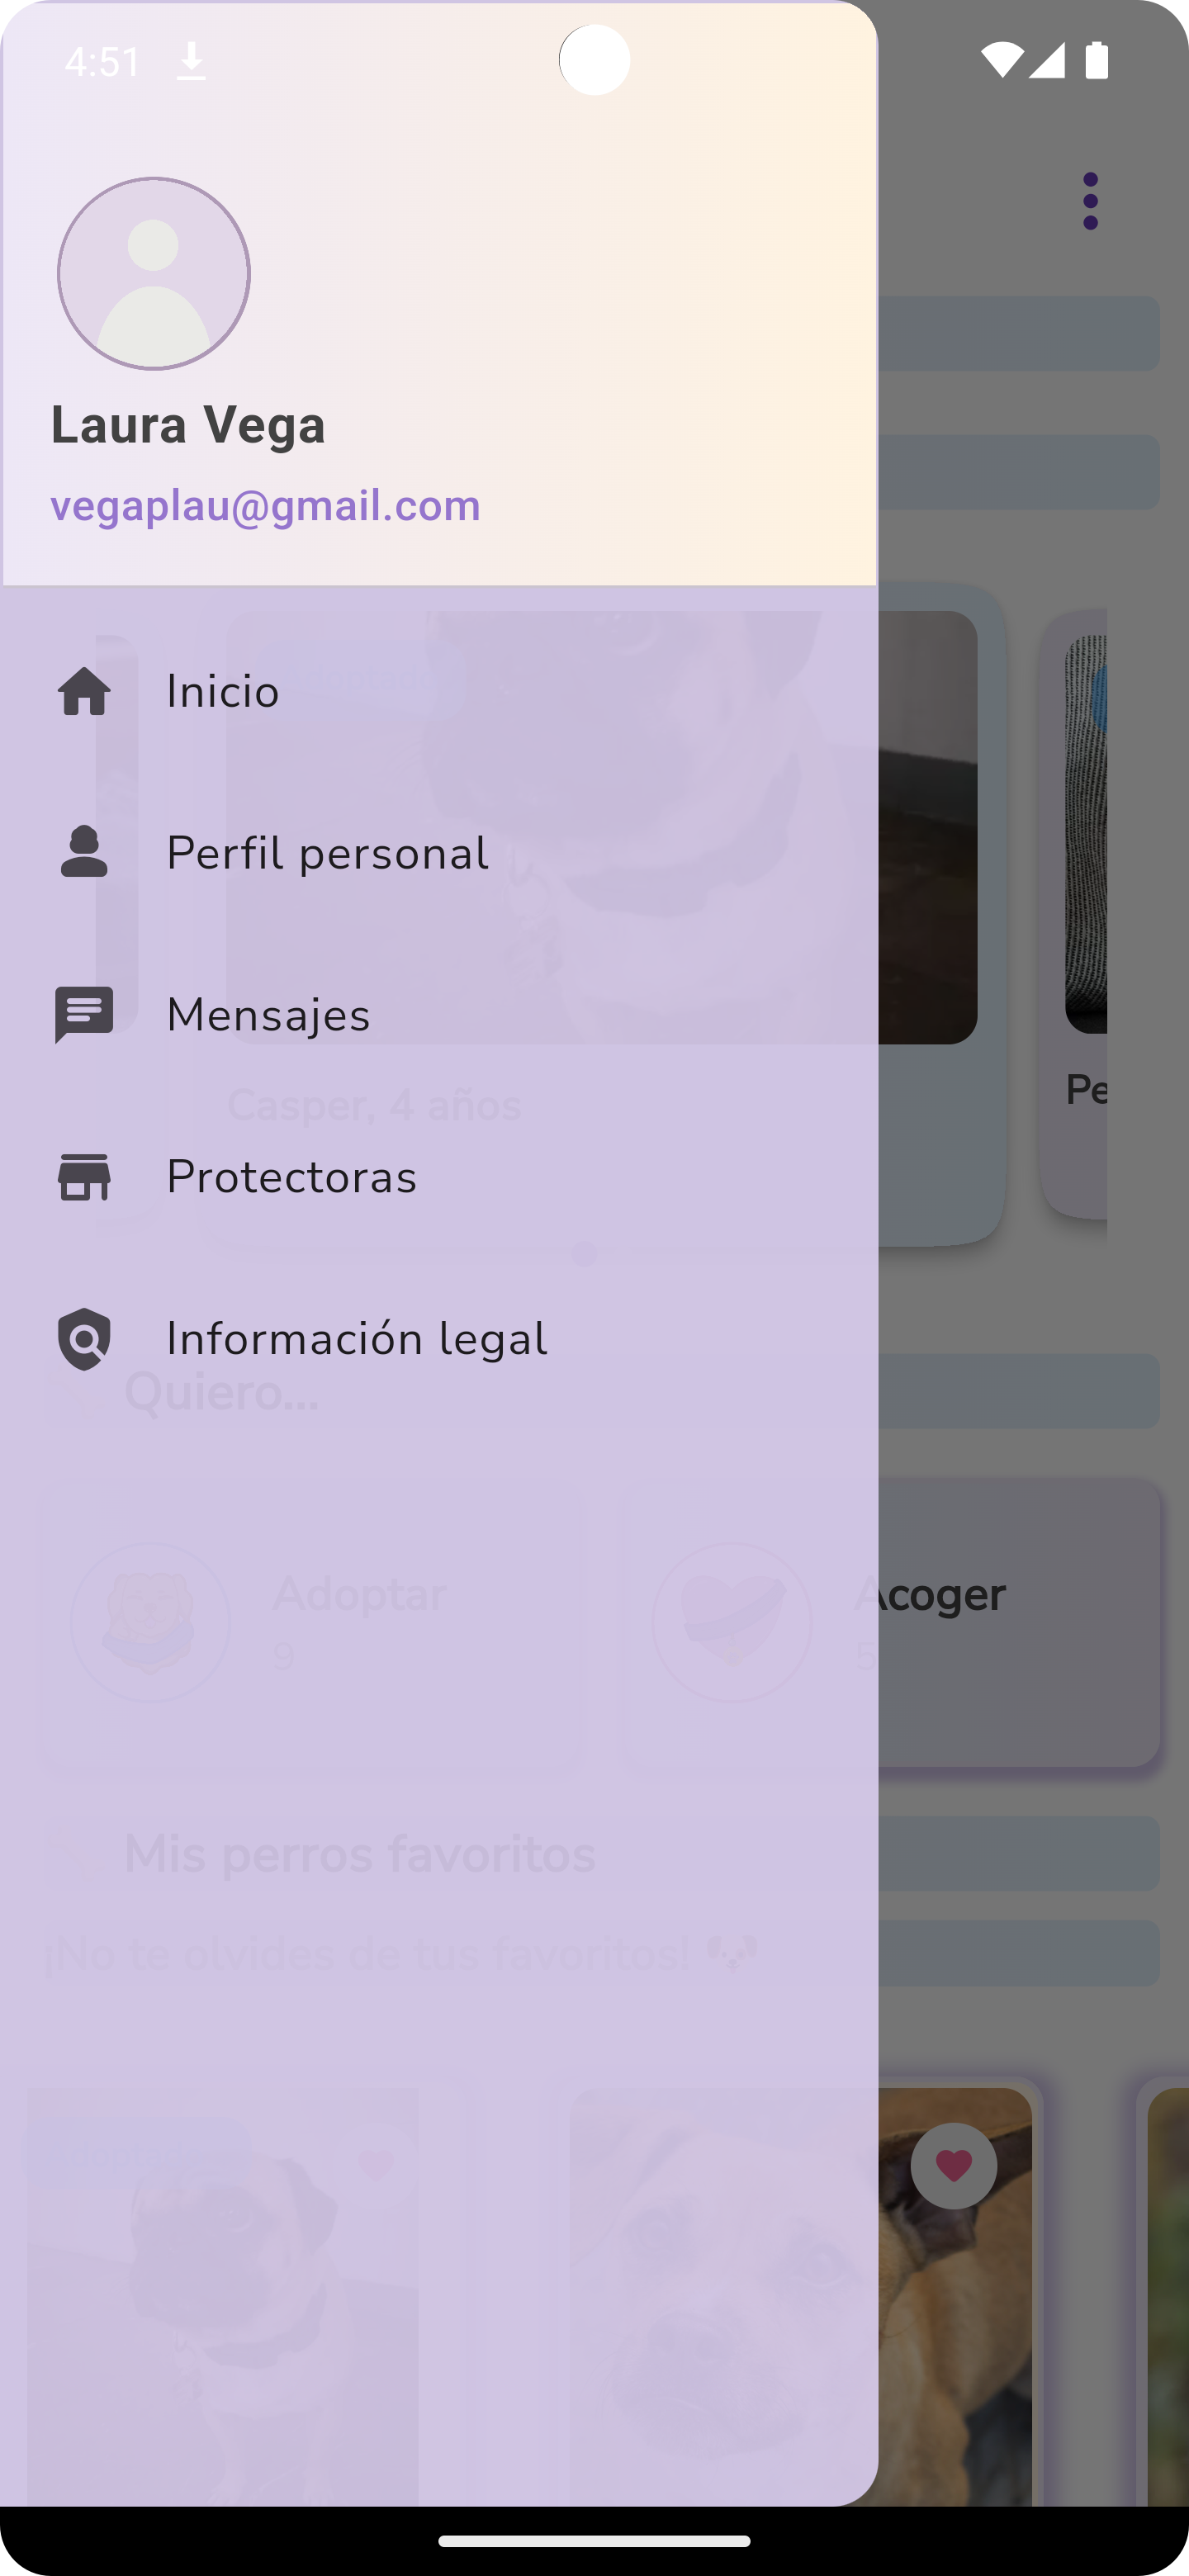 4:51
Laura Vega
vegaplau@gmail.com
Inicio
Perfil personal
Mensajes
Casper, 4 años
Pe
Protectoras
Información legal
Quiero...
Adoptar
Acoger
9
5
Mis perros favoritos
¡No te olvides de tus favoritos! 🐶